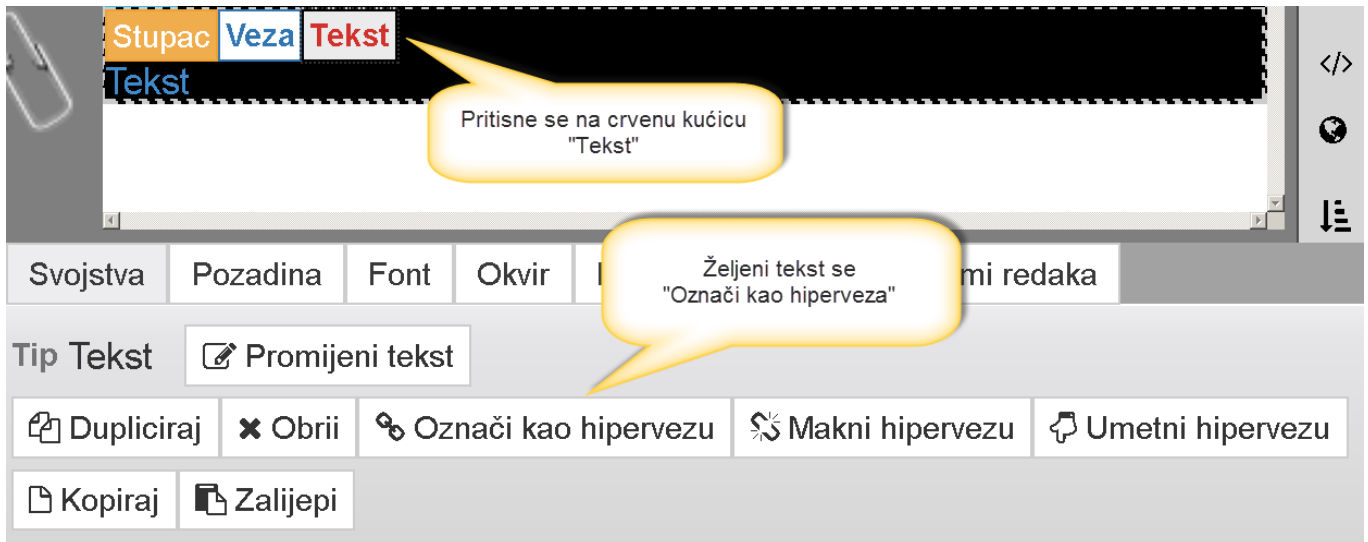 Stupac Veza Tekst
Tekst
Pritisne se na crvenu kućicu
"Tekst"
Željeni tekst se
"Označi kao hiperveza"
Svojstva Pozadina Font Okvir redaka
Tip Tekst Promijeni tekst
Dupliciraj Obrii Označi kao hipervezu Makni hipervezu Umetni hipervezu
Kopiraj Zalijepi